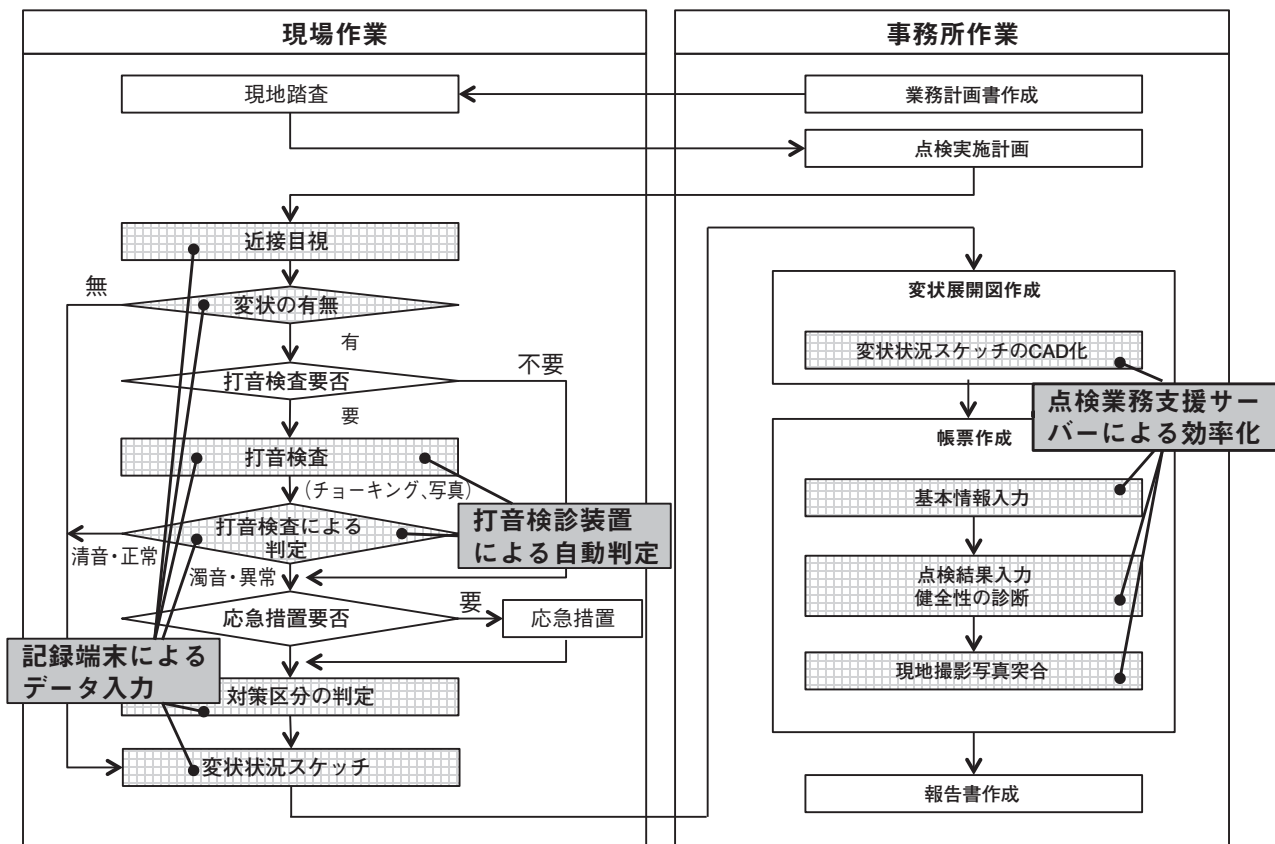 現場作業
現地踏査
近接目視
無
変状の有無
有
不要
打音検査要否
要
打音検査
(チョーキング、写真)
打音検査による
判定
打音検診装置
による自動判定
清音・正常
濁音・異常
応急措置要否
要
応急措置
記録端末による
データ入力
対策区分の判定
変状状況スケッチ
事務所作業
業務計画書作成
点検実施計画
変状展開図作成
変状状況スケッチのCAD化
点検業務支援サー
バーによる効率化
帳票作成
基本情報入力
点検結果入力
健全性の診断
現地撮影写真突合
報告書作成